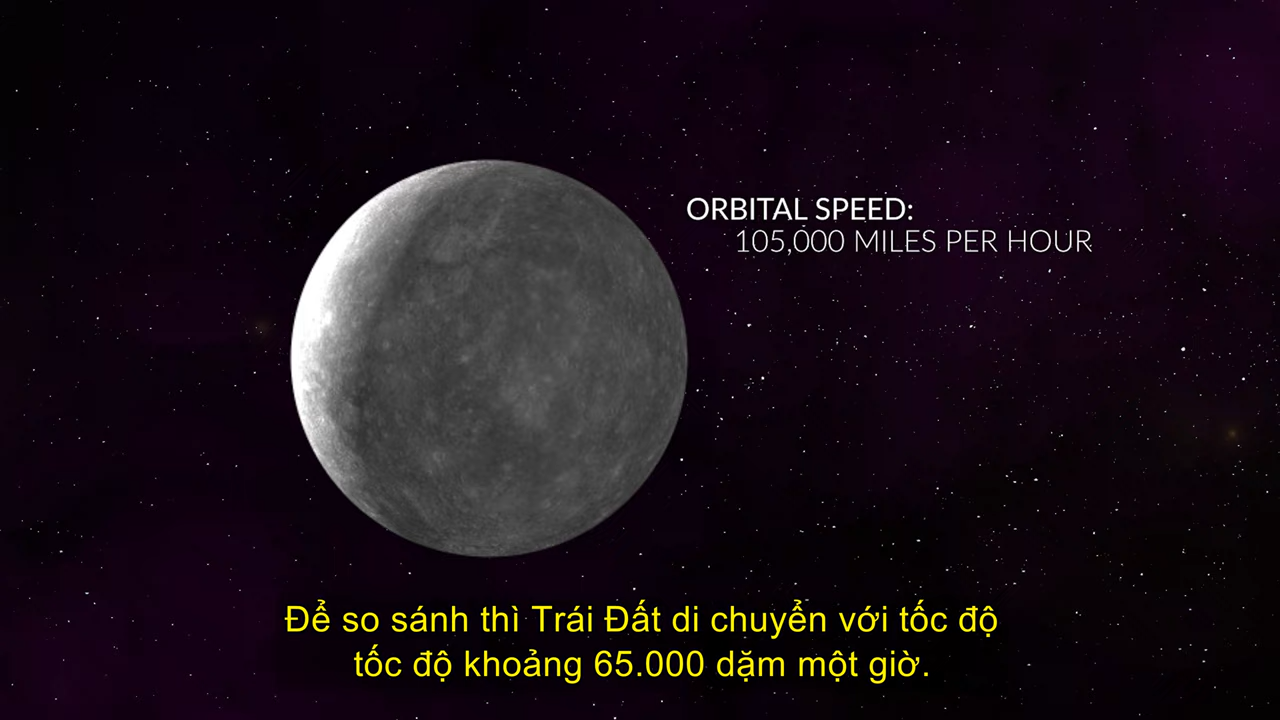 ORBITAL SPEED:
105,000 MILES PER HOUR
Để so sánh thì Trái Đất di chuyển với tốc độ
tốc độ khoảng 65.000 dặm một giờ.